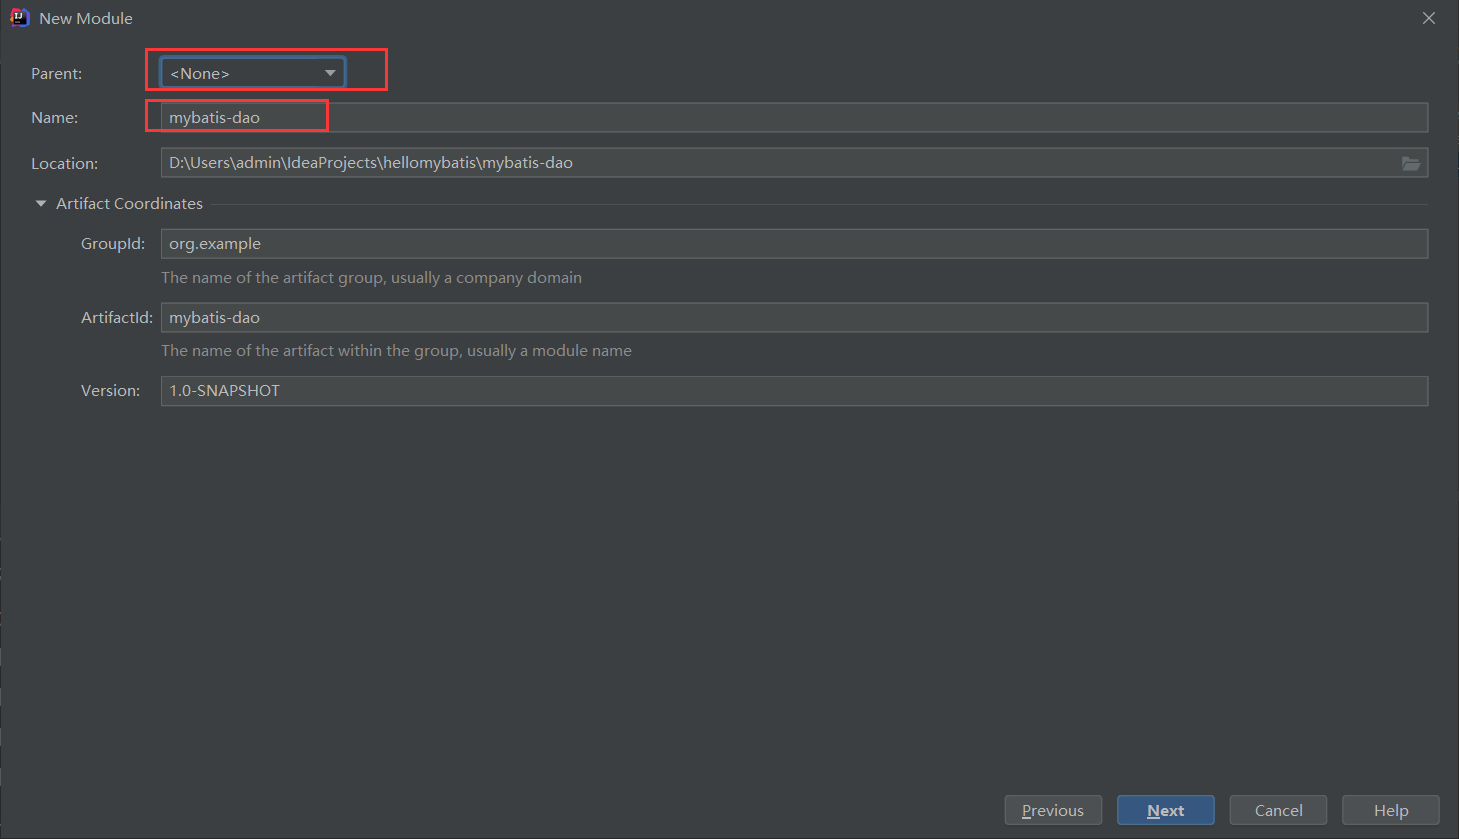 New Module
Parent: <None>
Name: mybatis-dao
Location: D:\Users\admin\IdeaProjects\hellomybatis\mybatis-dao
Artifact Coordinates
GroupId: org.example
The name of the artifact group, usually a company domain
ArtifactId: mybatis-dao
The name of the artifact within the group, usually a module name
Version: 1.0-SNAPSHOT
Previous Next Cancel Help